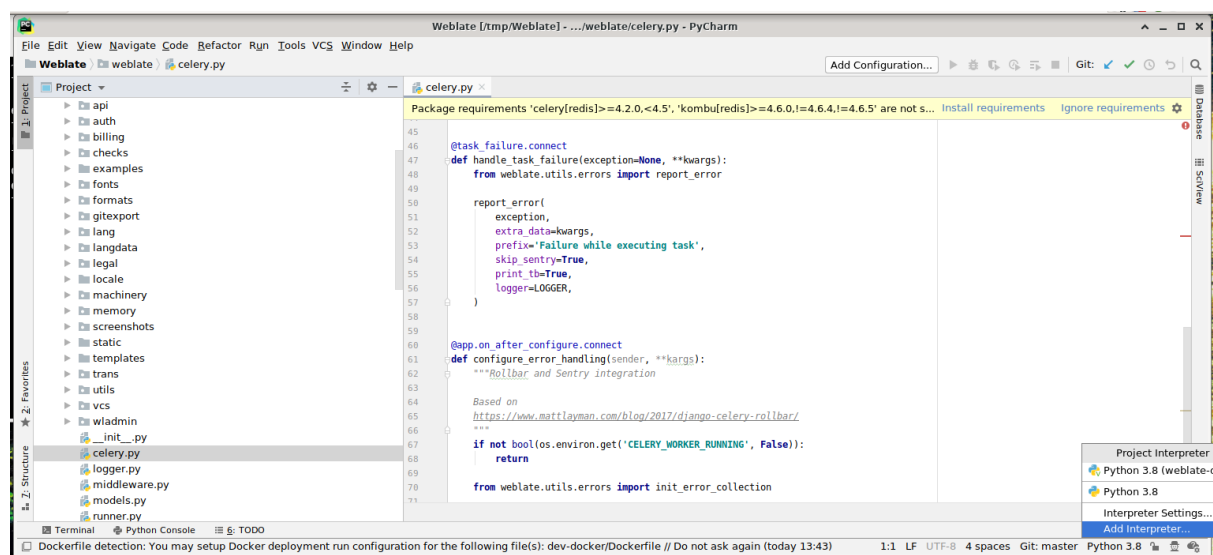 Weblate [/tmp/Weblate] - .../weblate/celery.py - PyCharm
File Edit View Navigate Code Refactor Run Tools VCS Window Help
Weblate weblate celery.py Add Configuration... Git:
1: Project
Project
celery.py
Package requirements 'celery[redis]>=4.2.0,<4.5', 'kombu[redis]>=4.6.0,!=4.6.4,!=4.6.5' are not s... Install requirements Ignore requirements
api
auth
billing
checks
examples
fonts
formats
gitexport
lang
langdata
legal
locale
machinery
memory
screenshots
static
templates
trans
utils
vcs
wladmin
__init__.py
celery.py
logger.py
middleware.py
models.py
runner.py
45
46 @task_failure.connect
47 def handle_task_failure(exception=None, **kwargs):
48 from weblate.utils.errors import report_error
49
50 report_error(
51 exception,
52 extra_data=kwargs,
53 prefix='Failure while executing task',
54 skip_sentry=True,
55 print_tb=True,
56 logger=LOGGER,
57 )
58
59
60 @app.on_after_configure.connect
61 def configure_error_handling(sender, **kargs):
62 """Rollbar and Sentry integration
63
64 Based on
65 https://www.mattlayman.com/blog/2017/django-celery-rollbar/
66 """
67 if not bool(os.environ.get('CELERY_WORKER_RUNNING', False)):
68 return
69
70 from weblate.utils.errors import init_error_collection
71
Database
SciView
2: Favorites
Z: Structure
Project Interpreter
Python 3.8 (weblate-
Python 3.8
Interpreter Settings...
Add Interpreter...
Terminal Python Console 6: TODO
Dockerfile detection: You may setup Docker deployment run configuration for the following file(s): dev-docker/Dockerfile // Do not ask again (today 13:43) 1:1 LF UTF-8 4 spaces Git: master Python 3.8